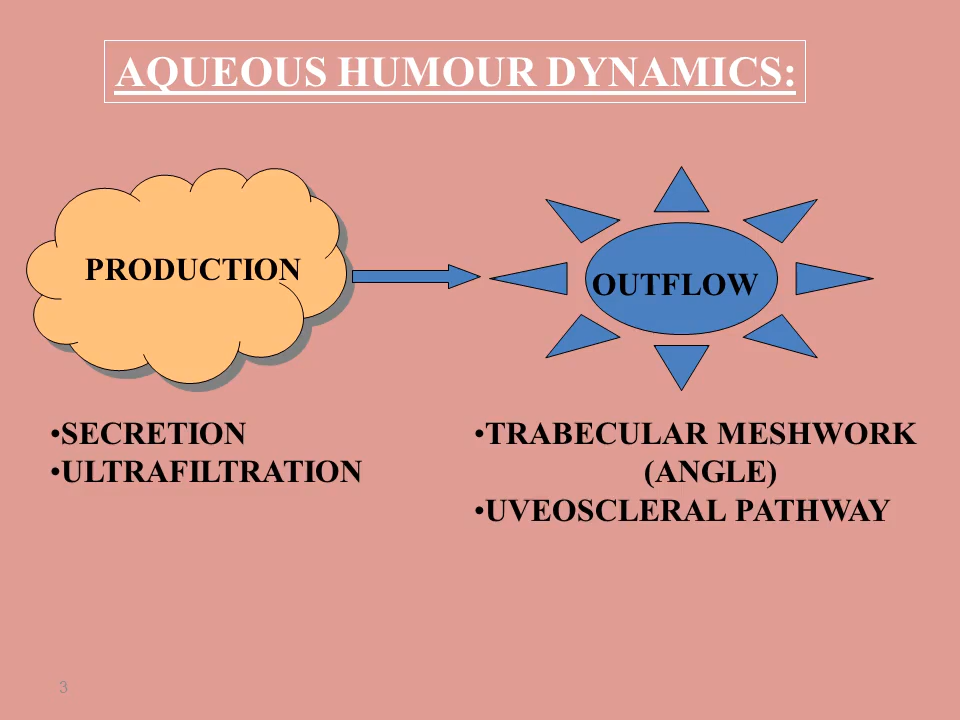 AQUEOUS HUMOUR DYNAMICS:
PRODUCTION
OUTFLOW
•SECRETION
•ULTRAFILTRATION
•TRABECULAR MESHWORK
(ANGLE)
•UVEOSCLERAL PATHWAY
3